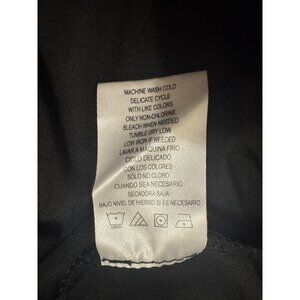 MACHINE WASH COLD
DELICATE CYCLE
WITH LIKE COLORS
ONLY NON-CHLORINE
BLEACH WHEN NEEDED
TUMBLE DRY LOW
LOW IRON IF NEEDED
LAVAR A MAQUINA FRIO
CICLO DELICADO
CON LOS COLORES
SÓLO NO CLORO
CUANDO SEA NECESARIO
SECADORA BAJA
BAJO NIVEL DE HIERRO SI ES NECESARIO